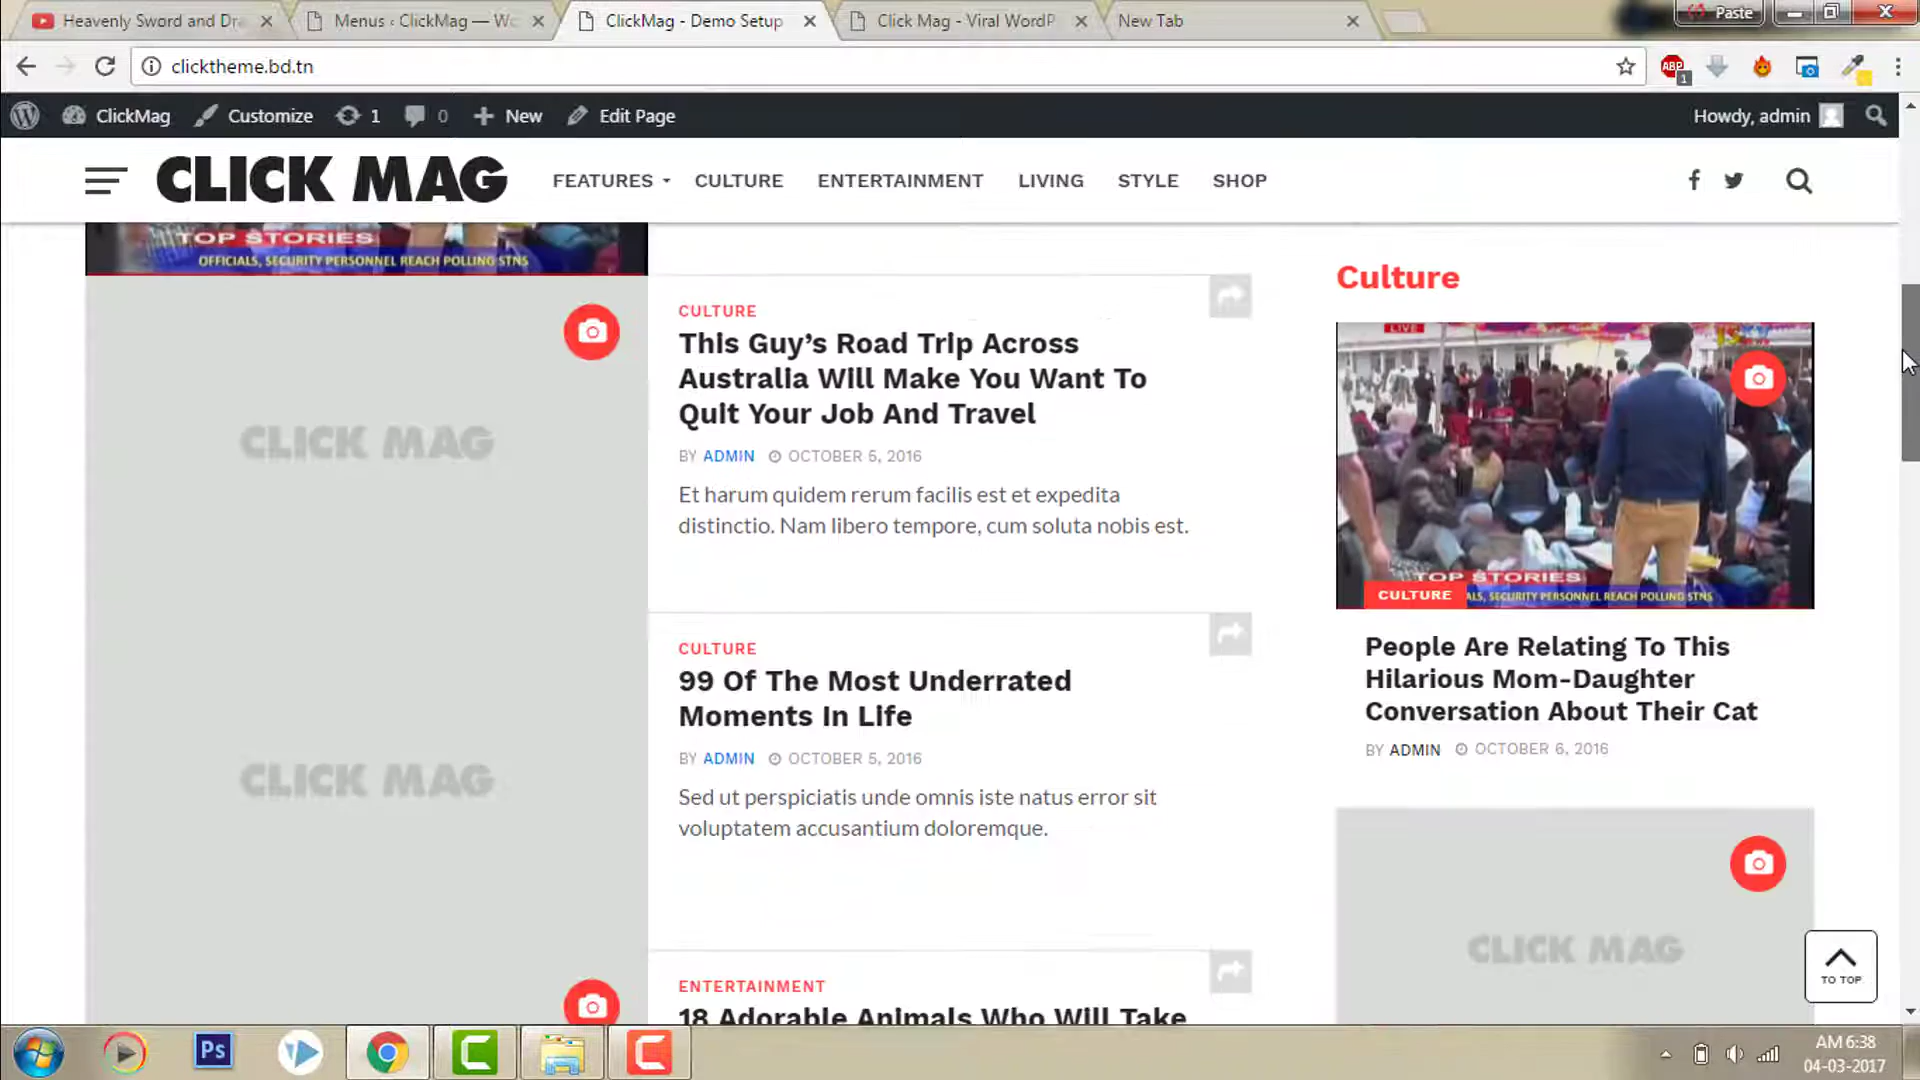 Heavenly Sword and Dra
Menus ‹ ClickMag — Wo
ClickMag - Demo Setup
Click Mag - Viral WordP
New Tab
Paste
clicktheme.bd.tn
ABP
1
ClickMag
Customize
1
0
New
Edit Page
Howdy, admin
CLICK MAG
FEATURES
CULTURE
ENTERTAINMENT
LIVING
STYLE
SHOP
TOP STORIES
OFFICIALS, SECURITY PERSONNEL REACH POLLING STNS
CLICK MAG
CULTURE
This Guy’s Road Trip Across
Australia Will Make You Want To
Quit Your Job And Travel
BY ADMIN OCTOBER 5, 2016
Et harum quidem rerum facilis est et expedita
distinctio. Nam libero tempore, cum soluta nobis est.
CLICK MAG
CULTURE
99 Of The Most Underrated
Moments In Life
BY ADMIN OCTOBER 5, 2016
Sed ut perspiciatis unde omnis iste natus error sit
voluptatem accusantium doloremque.
ENTERTAINMENT
18 Adorable Animals Who Will Take
Culture
LIVE
TOP STORIES
CULTURE
ALS, SECURITY PERSONNEL REACH POLLING STNS
People Are Relating To This
Hilarious Mom-Daughter
Conversation About Their Cat
BY ADMIN OCTOBER 6, 2016
CLICK MAG
TO TOP
Ps
AM 6:38
04-03-2017